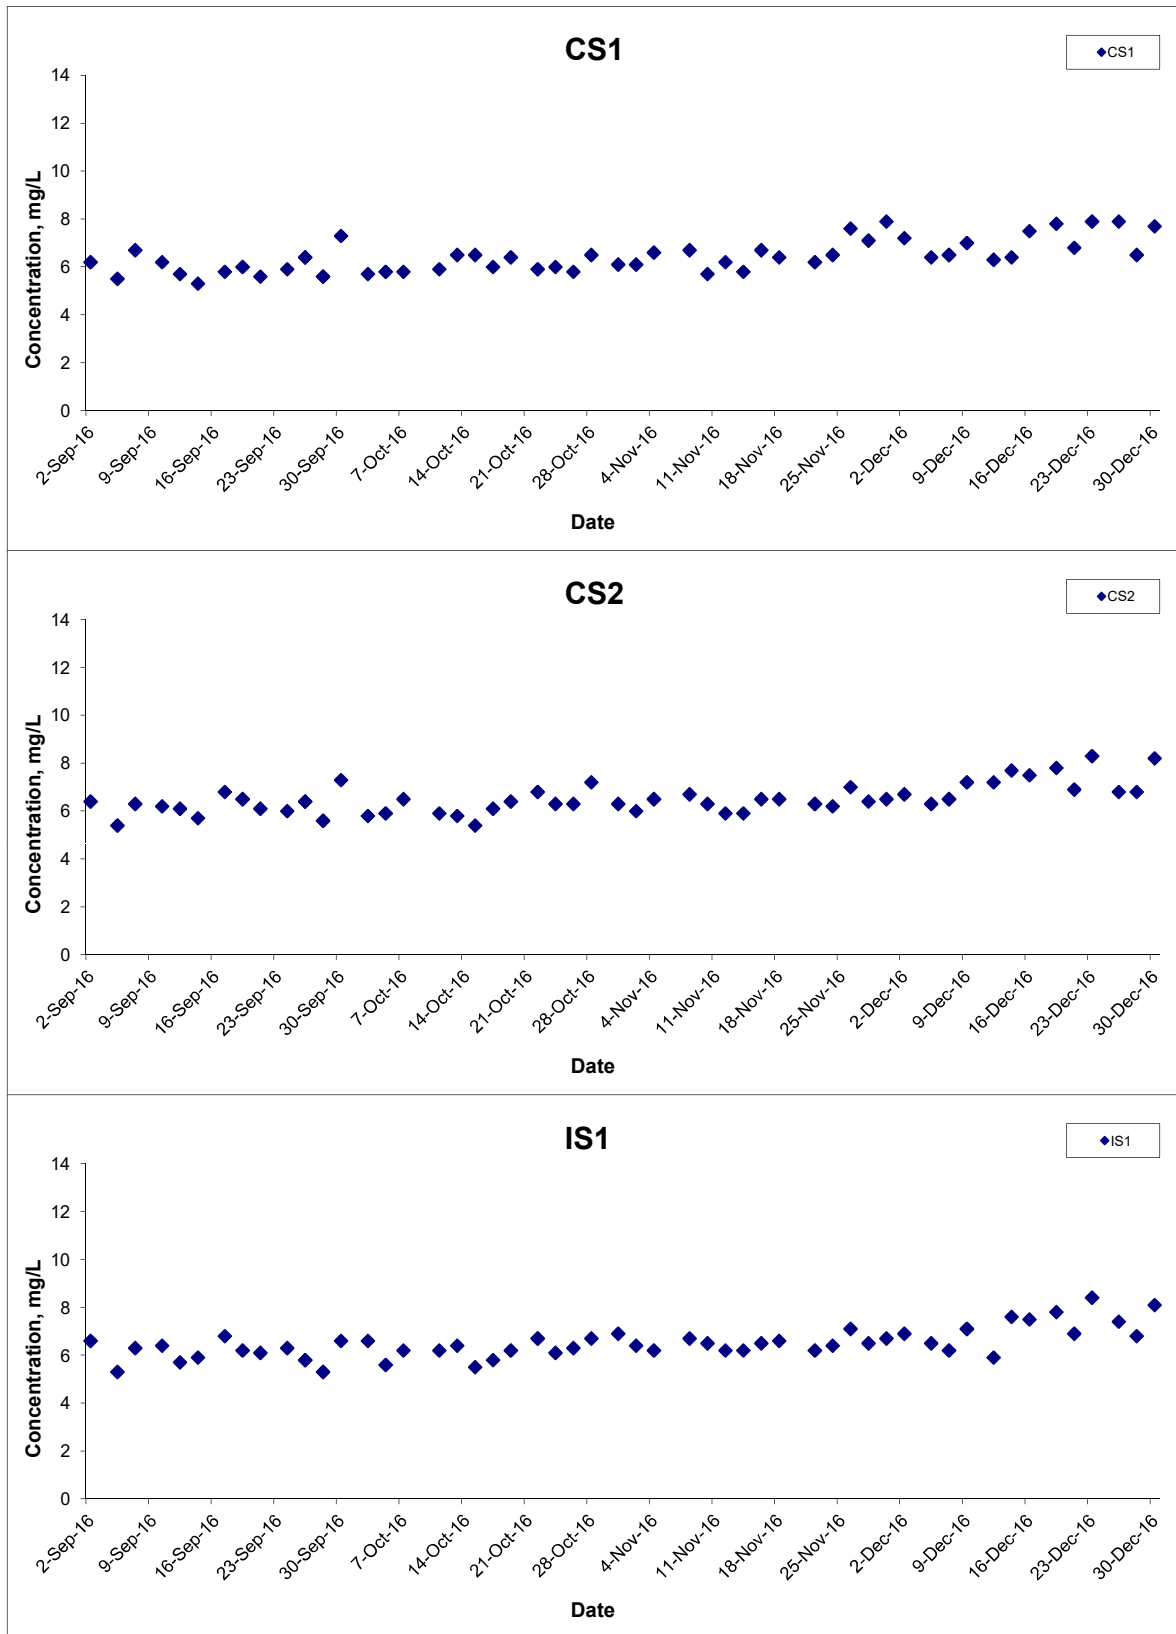 CS1
CS1
14
12
10
8
6
4
2
0
Concentration, mg/L
2-Sep-16
9-Sep-16
16-Sep-16
23-Sep-16
30-Sep-16
7-Oct-16
14-Oct-16
21-Oct-16
28-Oct-16
4-Nov-16
11-Nov-16
18-Nov-16
25-Nov-16
2-Dec-16
9-Dec-16
16-Dec-16
23-Dec-16
30-Dec-16
Date
CS2
CS2
14
12
10
8
6
4
2
0
Concentration, mg/L
2-Sep-16
9-Sep-16
16-Sep-16
23-Sep-16
30-Sep-16
7-Oct-16
14-Oct-16
21-Oct-16
28-Oct-16
4-Nov-16
11-Nov-16
18-Nov-16
25-Nov-16
2-Dec-16
9-Dec-16
16-Dec-16
23-Dec-16
30-Dec-16
Date
IS1
IS1
14
12
10
8
6
4
2
0
Concentration, mg/L
2-Sep-16
9-Sep-16
16-Sep-16
23-Sep-16
30-Sep-16
7-Oct-16
14-Oct-16
21-Oct-16
28-Oct-16
4-Nov-16
11-Nov-16
18-Nov-16
25-Nov-16
2-Dec-16
9-Dec-16
16-Dec-16
23-Dec-16
30-Dec-16
Date